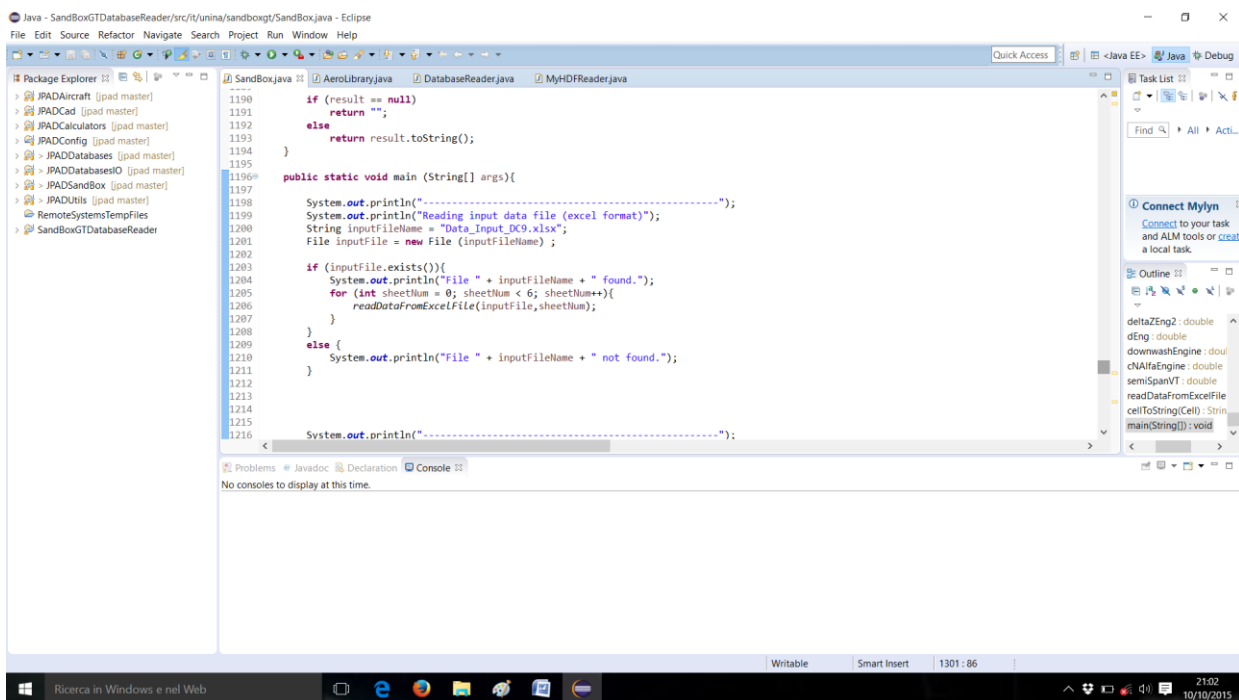 Java - SandBoxGTDatabaseReader/src/it/unina/sandboxgt/SandBox.java - Eclipse
File Edit Source Refactor Navigate Search Project Run Window Help
Quick Access
<Java EE> Java Debug
Package Explorer
JPADAircraft [jpad master]
JPADCad [jpad master]
JPADCalculators [jpad master]
JPADConfig [jpad master]
> JPADDatabases [jpad master]
> JPADDatabasesIO [jpad master]
> JPADSandBox [jpad master]
> JPADUtils [jpad master]
RemoteSystemsTempFiles
SandBoxGTDatabaseReader
SandBox.java AeroLibrary.java DatabaseReader.java MyHDFReader.java
1190 if (result == null)
1191 return "";
1192 else
1193 return result.toString();
1194 }
1195
1196 public static void main (String[] args){
1197
1198 System.out.println("--------------------------------------------------");
1199 System.out.println("Reading input data file (excel format)");
1200 String inputFileName = "Data_Input_DC9.xlsx";
1201 File inputFile = new File (inputFileName) ;
1202
1203 if (inputFile.exists()){
1204 System.out.println("File " + inputFileName + " found.");
1205 for (int sheetNum = 0; sheetNum < 6; sheetNum++){
1206 readDataFromExcelFile(inputFile,sheetNum);
1207 }
1208 }
1209 else {
1210 System.out.println("File " + inputFileName + " not found.");
1211 }
1212
1213
1214
1215
1216 System.out.println("--------------------------------------------------");
Task List
Find All Acti...
Connect Mylyn
Connect to your task
and ALM tools or creat
a local task.
Outline
deltaZEng2 : double
dEng : double
downwashEngine : doul
cNAlfaEngine : double
semiSpanVT : double
readDataFromExcelFile
cellToString(Cell) : Strin
main(String[]) : void
Problems Javadoc Declaration Console
No consoles to display at this time.
Writable Smart Insert 1301 : 86
Ricerca in Windows e nel Web
21:02
10/10/2015